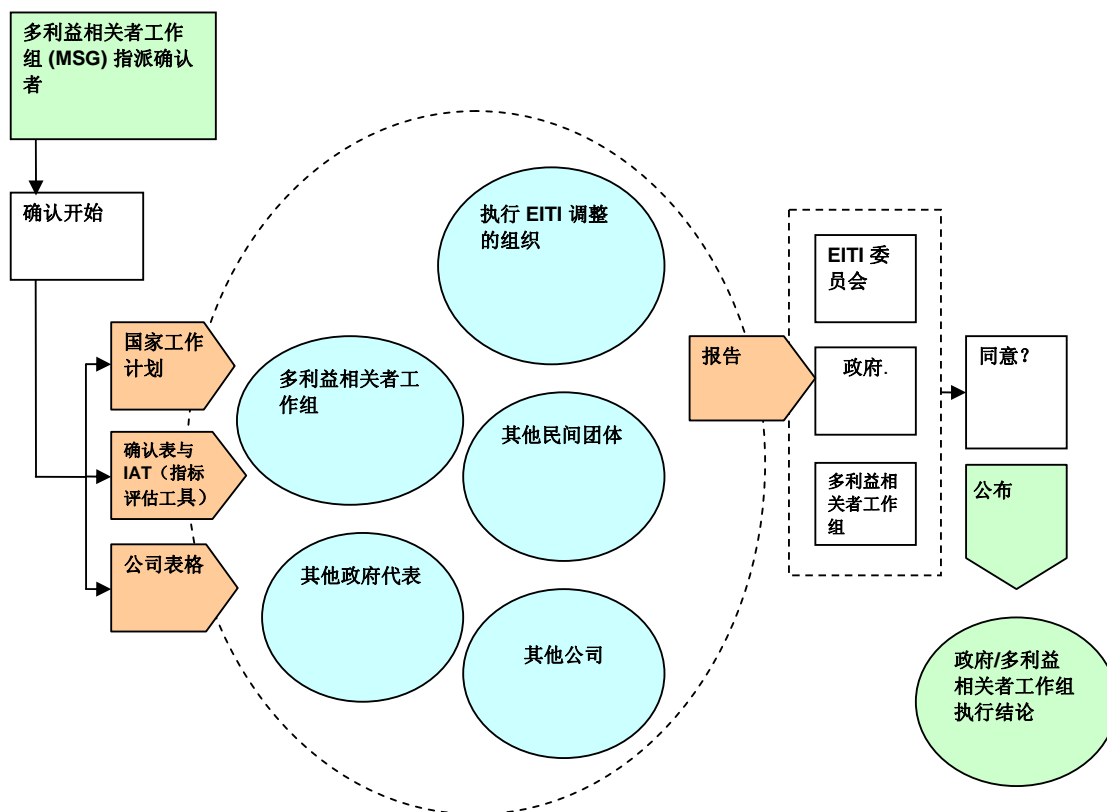 多利益相关者工作
组 (MSG) 指派确认
者
确认开始
国家工作
计划
确认表与
IAT（指标
评估工具）
公司表格
执行 EITI 调整
的组织
多利益相关者工
作组
其他民间团体
其他政府代表
其他公司
报告
EITI 委
员会
政府.
多利益相
关者工作
组
同意？
公布
政府/多利益
相关者工作组
执行结论